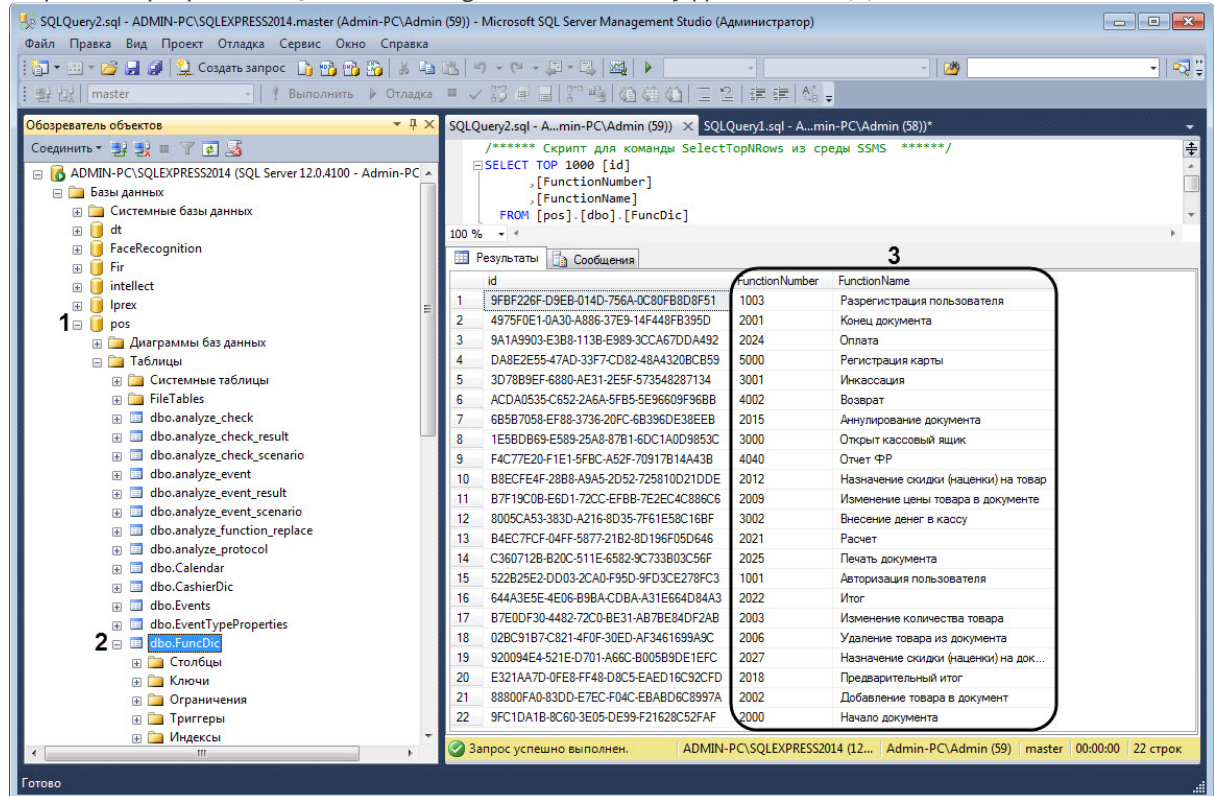 SQLQuery2.sql - ADMIN-PC\SQLEXPRESS2014.master (Admin-PC\Admin (59)) - Microsoft SQL Server Management Studio (Администратор)
Файл Правка Вид Проект Отладка Сервис Окно Справка
Создать запрос
master Выполнить Отладка
Обозреватель объектов
Соединить
ADMIN-PC\SQLEXPRESS2014 (SQL Server 12.0.4100 - Admin-PC
Базы данных
Системные базы данных
dt
FaceRecognition
Fir
intellect
lprex
1 pos
Диаграммы баз данных
Таблицы
Системные таблицы
FileTables
dbo.analyze_check
dbo.analyze_check_result
dbo.analyze_check_scenario
dbo.analyze_event
dbo.analyze_event_result
dbo.analyze_event_scenario
dbo.analyze_function_replace
dbo.analyze_protocol
dbo.Calendar
dbo.CashierDic
dbo.Events
dbo.EventTypeProperties
2 dbo.FuncDic
Столбцы
Ключи
Ограничения
Триггеры
Индексы
SQLQuery2.sql - A...min-PC\Admin (59)) SQLQuery1.sql - A...min-PC\Admin (58))*
/****** Скрипт для команды SelectTopNRows из среды SSMS ******/
SELECT TOP 1000 [id]
,[FunctionNumber]
,[FunctionName]
FROM [pos].[dbo].[FuncDic]
100 %
Результаты Сообщения
3
id FunctionNumber FunctionName
1 9FBF226F-D9EB-014D-756A-0C80FB8D8F51 1003 Разрегистрация пользователя
2 4975F0E1-0A30-A886-37E9-14F448FB395D 2001 Конец документа
3 9A1A9903-E3B8-113B-E989-3CCA67DDA492 2024 Оплата
4 DA8E2E55-47AD-33F7-CD82-48A4320BCB59 5000 Регистрация карты
5 3D78B9EF-6880-AE31-2E5F-573548287134 3001 Инкассация
6 ACDA0535-C652-2A6A-5FB5-5E96609F96BB 4002 Возврат
7 6B5B7058-EF88-3736-20FC-6B396DE38EEB 2015 Аннулирование документа
8 1E5BDB69-E589-25A8-87B1-6DC1A0D9853C 3000 Открыт кассовый ящик
9 F4C77E20-F1E1-5FBC-A52F-70917B14A43B 4040 Отчет ФР
10 B8ECFE4F-28B8-A9A5-2D52-725810D21DDE 2012 Назначение скидки (наценки) на товар
11 B7F19C0B-E6D1-72CC-EFBB-7E2EC4C886C6 2009 Изменение цены товара в документе
12 8005CA53-383D-A216-8D35-7F61E58C16BF 3002 Внесение денег в кассу
13 B4EC7FCF-04FF-5877-21B2-8D196F05D646 2021 Расчет
14 C360712B-B20C-511E-6582-9C733B03C56F 2025 Печать документа
15 522B25E2-DD03-2CA0-F95D-9FD3CE278FC3 1001 Авторизация пользователя
16 644A3E5E-4E06-B9BA-CDBA-A31E664D84A3 2022 Итог
17 B7E0DF30-4482-72C0-BE31-AB7BE84DF2AB 2003 Изменение количества товара
18 02BC91B7-C821-4F0F-30ED-AF3461699A9C 2006 Удаление товара из документа
19 920094E4-521E-D701-A66C-B005B9DE1EFC 2027 Назначение скидки (наценки) на док...
20 E321AA7D-0FE8-FF48-D8C5-EAED16C92CFD 2018 Предварительный итог
21 88800FA0-83DD-E7EC-F04C-EBABD6C8997A 2002 Добавление товара в документ
22 9FC1DA1B-8C60-3E05-DE99-F21628C52FAF 2000 Начало документа
Запрос успешно выполнен. ADMIN-PC\SQLEXPRESS2014 (12... Admin-PC\Admin (59) master 00:00:00 22 строк
Готово